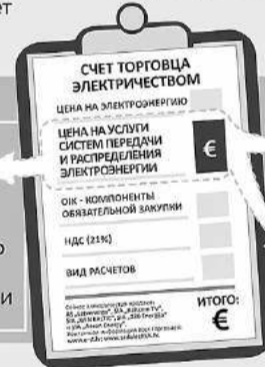 ет
СЧЕТ ТОРГОВЦА
ЭЛЕКТРИЧЕСТВОМ
ЦЕНА НА ЭЛЕКТРОЭНЕРГИЮ
ЦЕНА НА УСЛУГИ
СИСТЕМ ПЕРЕДАЧИ
И РАСПРЕДЕЛЕНИЯ
ЭЛЕКТРОЭНЕРГИИ
€
OIK - КОМПОНЕНТЫ
ОБЯЗАТЕЛЬНОЙ ЗАКУПКИ
НДС (21%)
ВИД РАСЧЕТОВ
о
и
ИТОГО:
€